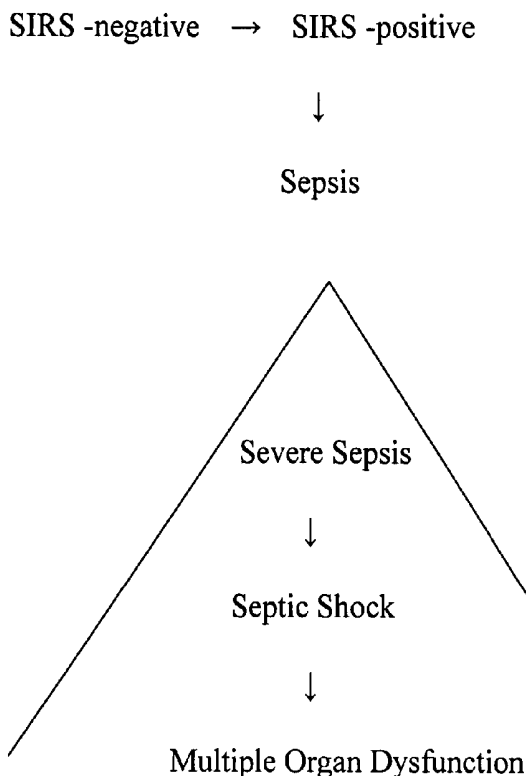 SIRS -negative → SIRS -positive
↓
Sepsis
Severe Sepsis
↓
Septic Shock
↓
Multiple Organ Dysfunction